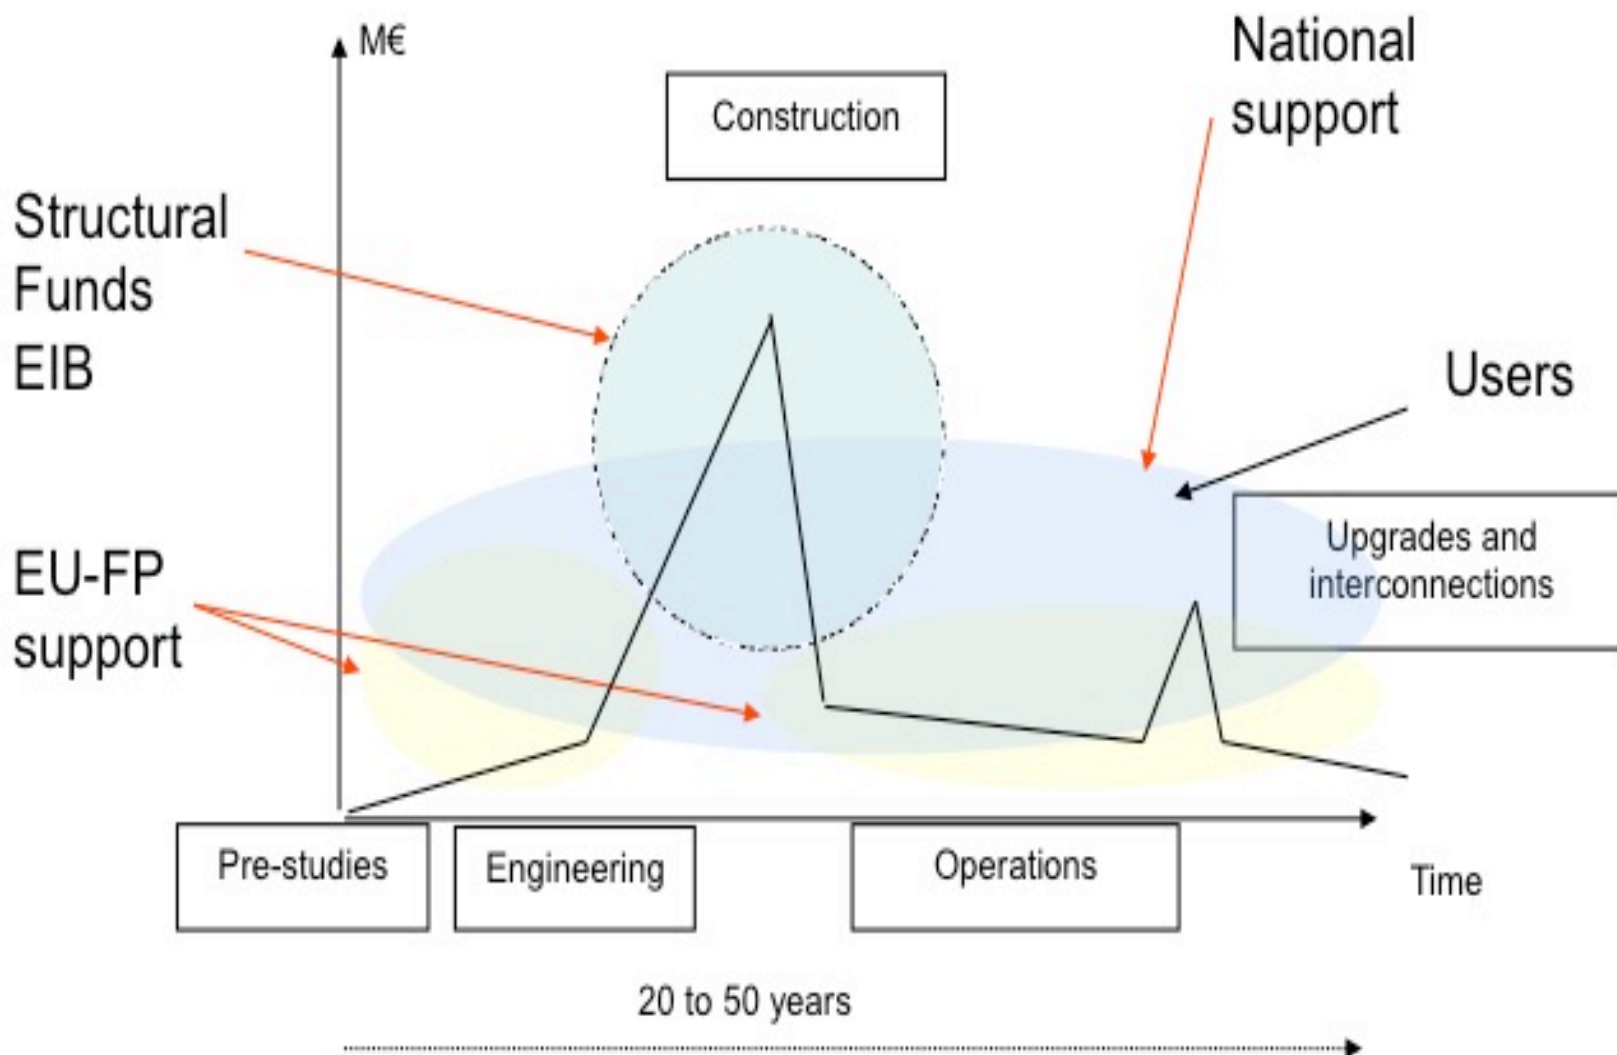 M€
National
support
Construction
Structural
Funds
EIB
Users
Upgrades and
interconnections
EU-FP
support
Pre-studies
Engineering
Operations
Time
20 to 50 years